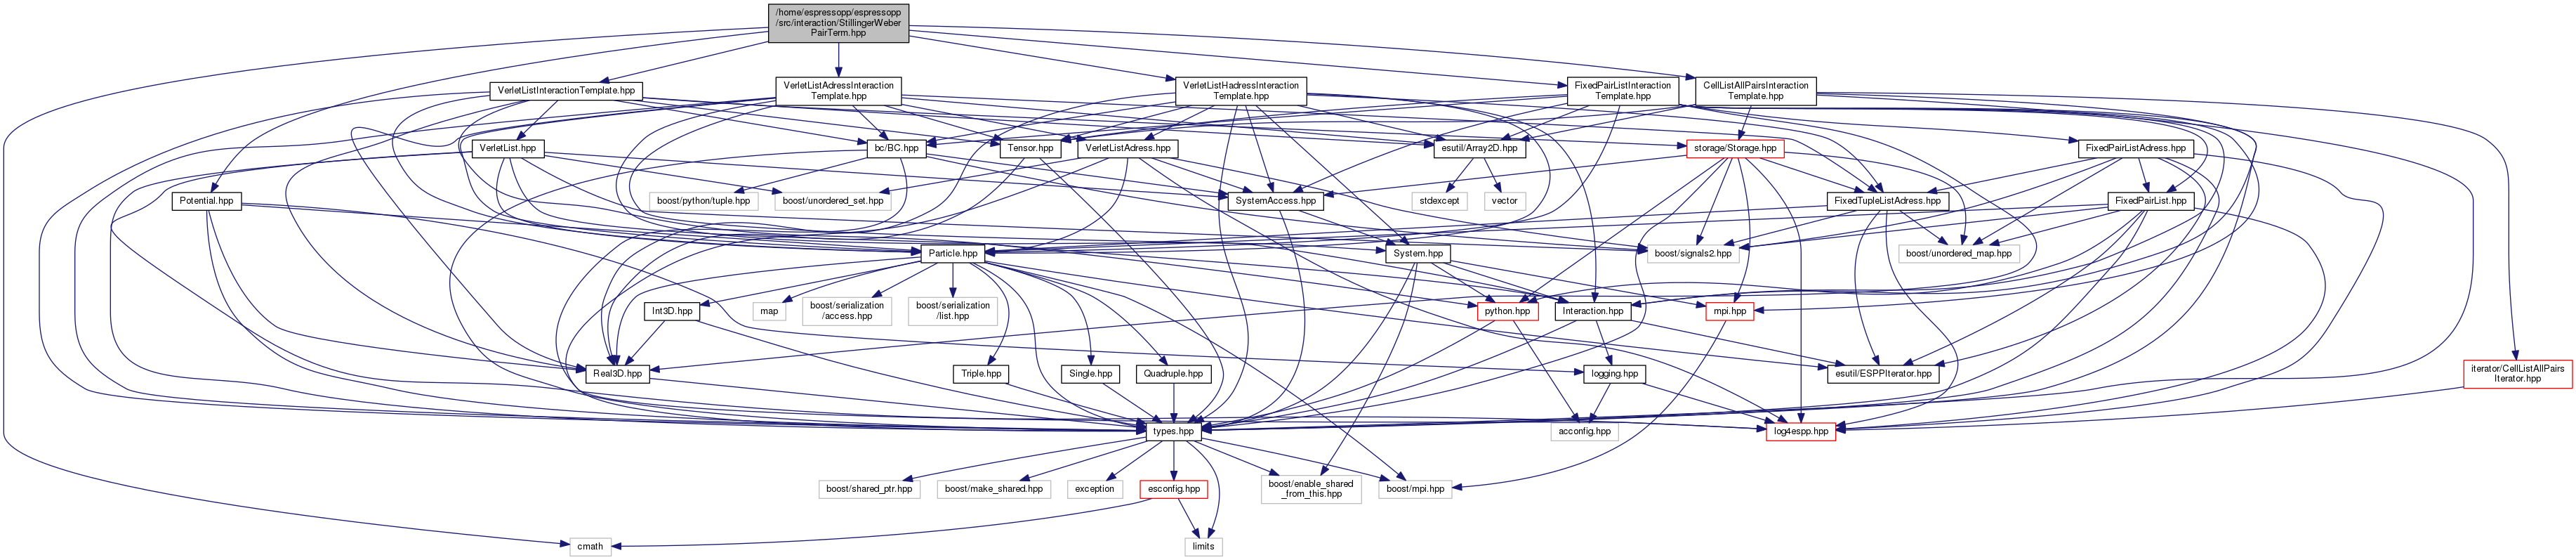 /home/espressopp/espressopp
/src/interaction/StillingerWeber
PairTerm.hpp
VerletListInteractionTemplate.hpp
VerletListAdressInteraction
Template.hpp
VerletListHadressInteraction
Template.hpp
FixedPairListInteraction
Template.hpp
CellListAllPairsInteraction
Template.hpp
VerletList.hpp
bc/BC.hpp
Tensor.hpp
VerletListAdress.hpp
esutil/Array2D.hpp
storage/Storage.hpp
FixedPairListAdress.hpp
Potential.hpp
boost/python/tuple.hpp
boost/unordered_set.hpp
SystemAccess.hpp
stdexcept
vector
FixedTupleListAdress.hpp
FixedPairList.hpp
Particle.hpp
System.hpp
boost/signals2.hpp
boost/unordered_map.hpp
Int3D.hpp
map
boost/serialization
/access.hpp
boost/serialization
/list.hpp
python.hpp
Interaction.hpp
mpi.hpp
Real3D.hpp
Triple.hpp
Single.hpp
Quadruple.hpp
logging.hpp
esutil/ESPPIterator.hpp
iterator/CellListAllPairs
Iterator.hpp
types.hpp
acconfig.hpp
log4espp.hpp
boost/shared_ptr.hpp
boost/make_shared.hpp
exception
esconfig.hpp
boost/enable_shared
_from_this.hpp
boost/mpi.hpp
cmath
limits